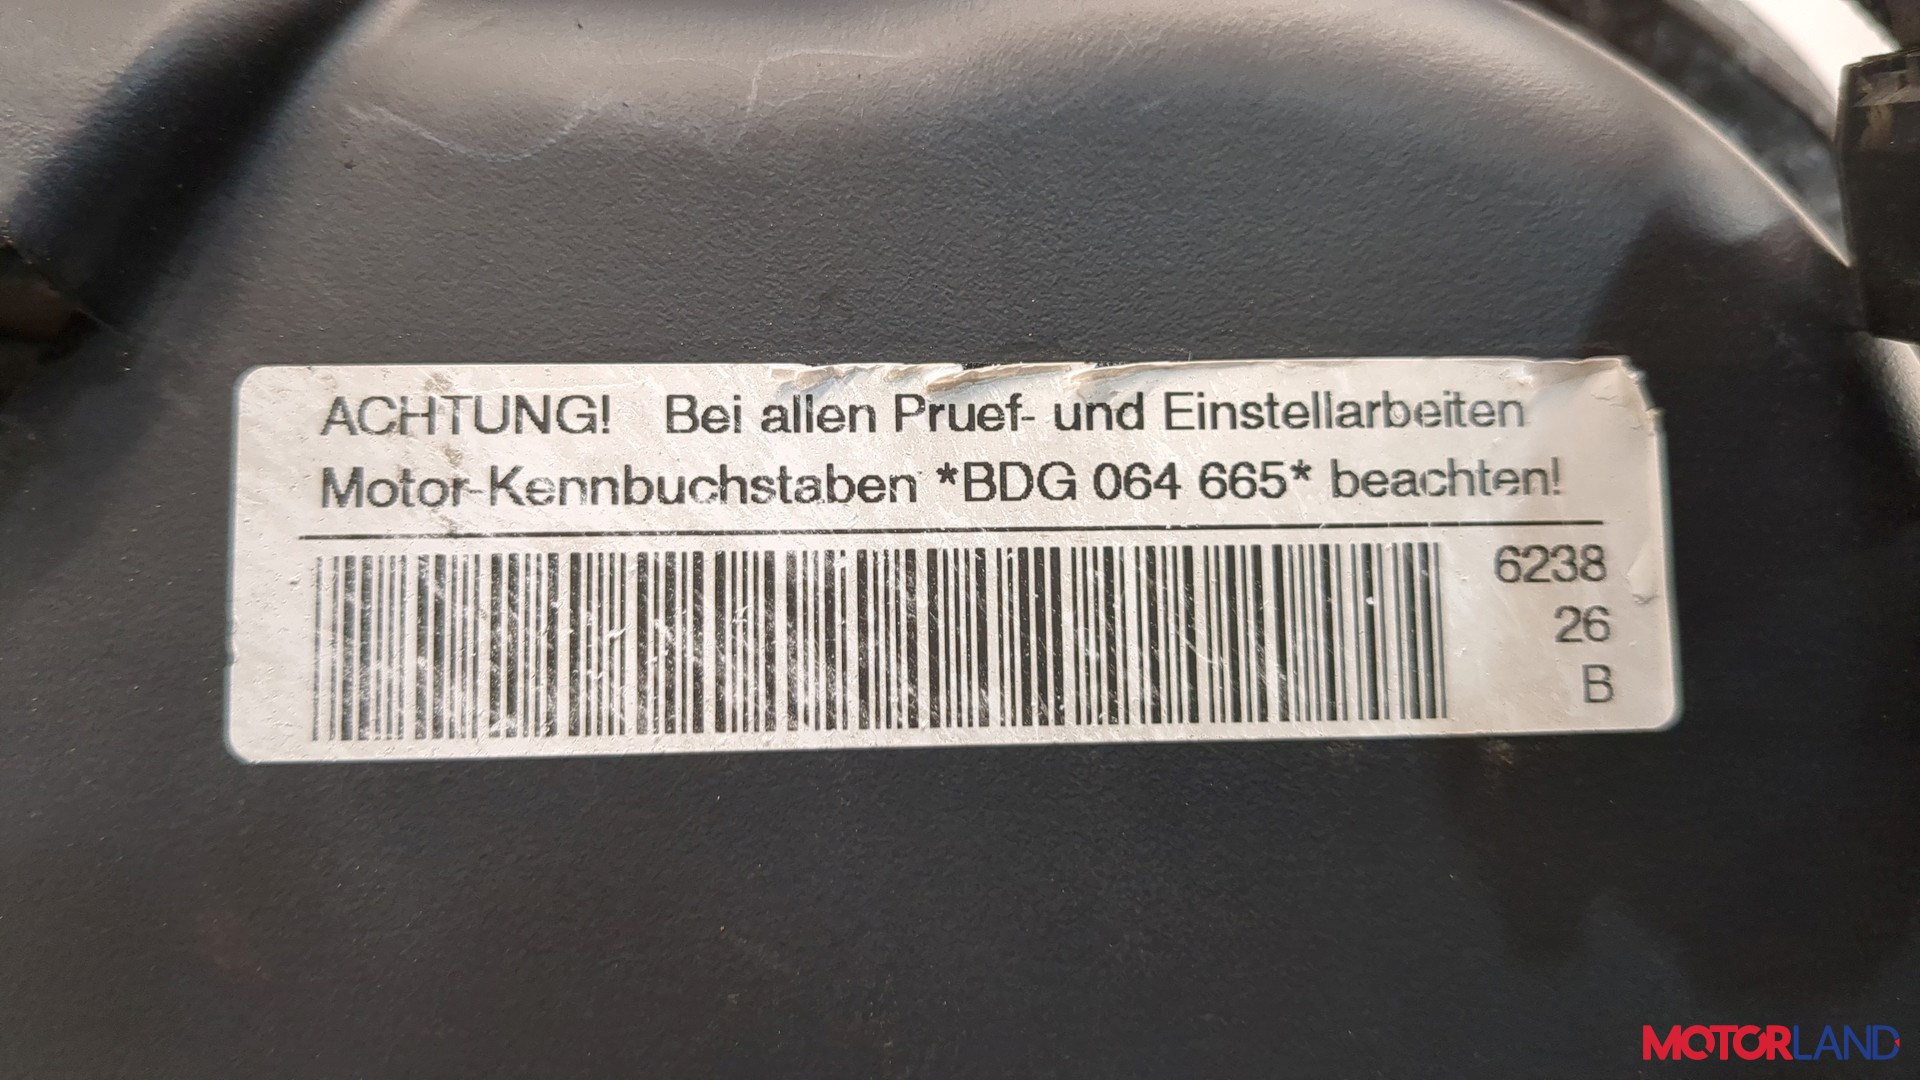 ACHTUNG! Bei allen Pruef- und Einstellarbeiten
Motor-Kennbuchstaben *BDG 064 665* beachten!
6238
26
B
MOTORLAND